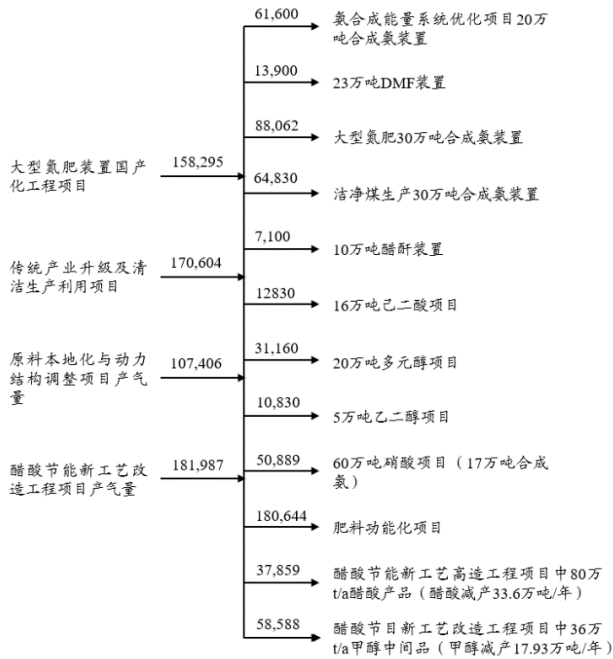 61,600
氨合成能量系统优化项目20万
吨合成氨装置
13,900
23万吨DMF装置
88,062
大型氮肥30万吨合成氨装置
大型氮肥装置国产
化工程项目
158,295
64,830
洁净煤生产30万吨合成氨装置
7,100
10万吨醋酐装置
传统产业升级及清
洁生产利用项目
170,604
12830
16万吨己二酸项目
31,160
20万吨多元醇项目
原料本地化与动力
结构调整项目产气
量
107,406
10,830
5万吨乙二醇项目
醋酸节能新工艺改
造工程项目产气量
181,987
50,889
60万吨硝酸项目（17万吨合成
氨）
180,644
肥料功能化项目
37,859
醋酸节能新工艺高造工程项目中80万
t/a醋酸产品（醋酸减产33.6万吨/年）
58,588
醋酸节目新工艺改造工程项目中36万
t/a甲醇中间品（甲醇减产17.93万吨/年）